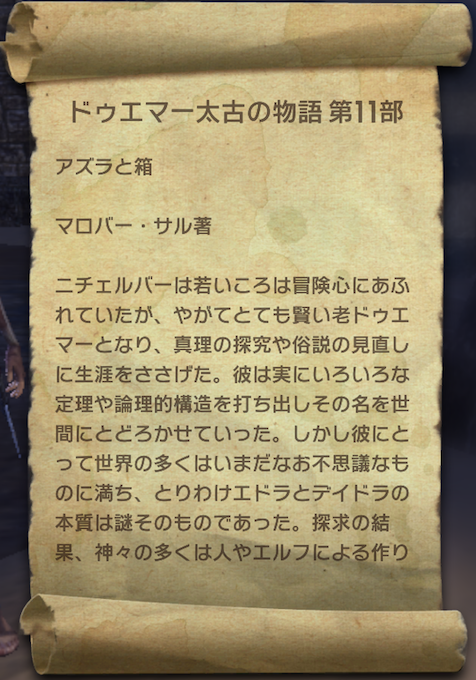 ドゥエマー太古の物語 第11部
アズラと箱
マロバー・サル著
ニチェルバーは若いころは冒険心にあふ
れていたが、やがてとても賢い老ドゥエ
マーとなり、真理の探究や俗説の見直し
に生涯をささげた。彼は実にいろいろな
定理や論理的構造を打ち出しその名を世
間にとどろかせていった。しかし彼にと
って世界の多くはいまだなお不思議なも
のに満ち、とりわけエドラとデイドラの
本質は謎そのものであった。探求の結
果、神々の多くは人やエルフによる作り